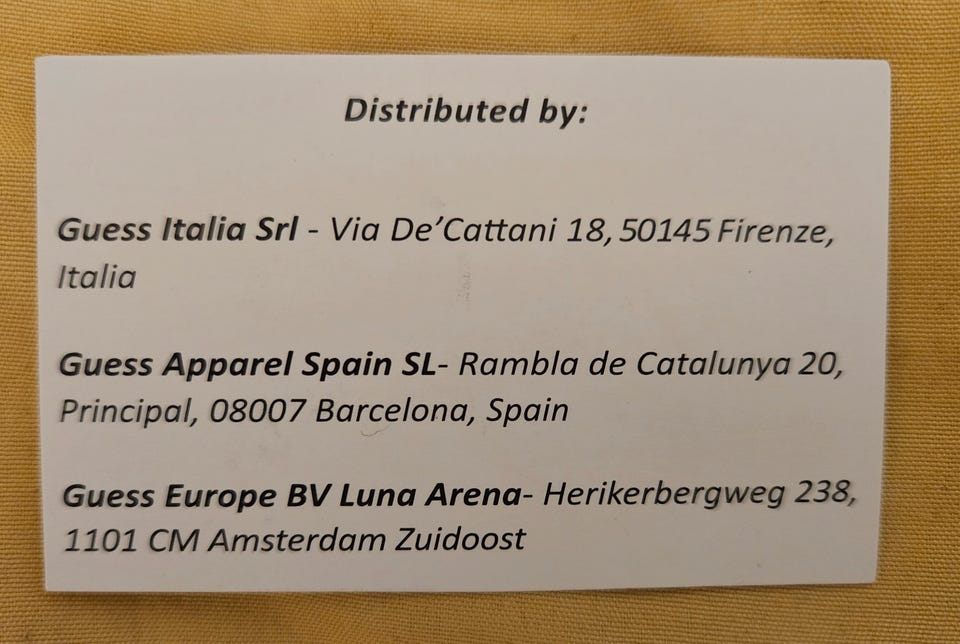 Distributed by:
Guess Italia Srl - Via De'Cattani 18, 50145 Firenze,
Italia
Guess Apparel Spain SL- Rambla de Catalunya 20,
Principal, 08007 Barcelona, Spain
Guess Europe BV Luna Arena- Herikerbergweg 238,
1101 CM Amsterdam Zuidoost